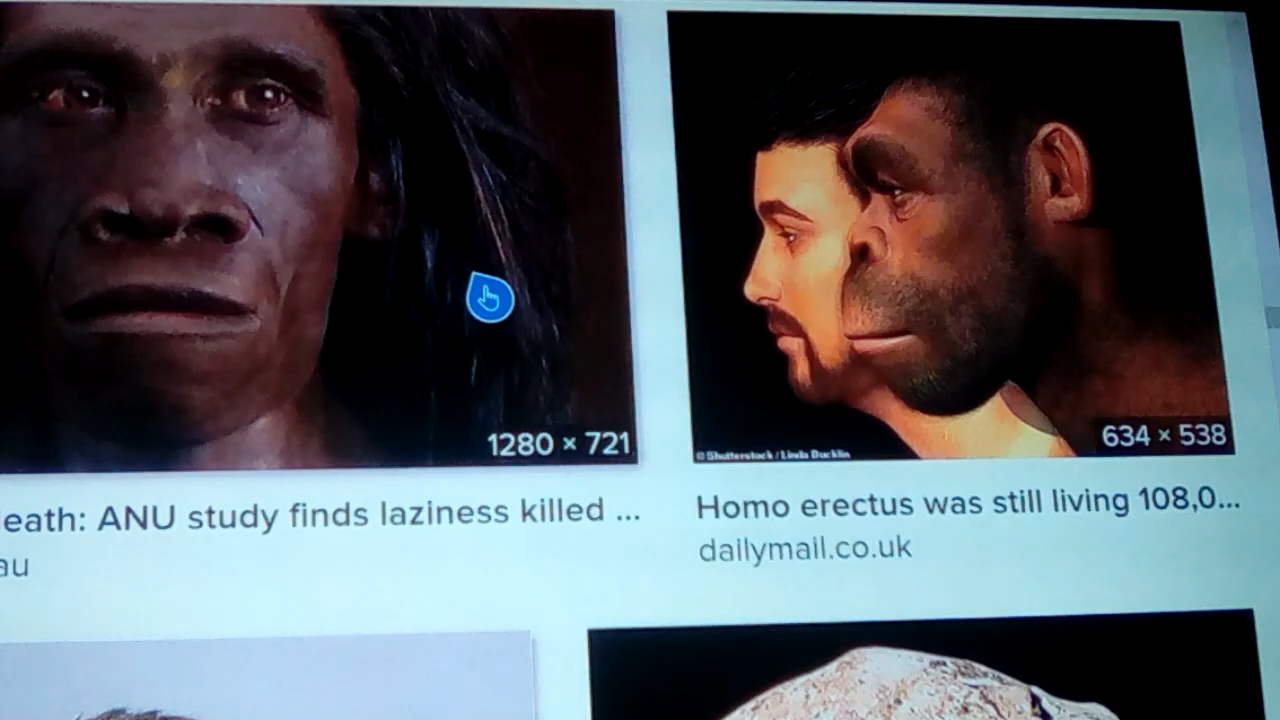 1280 × 721
634 × 538
© Shutterstock / Linda Bucklin
eath: ANU study finds laziness killed ...
au
Homo erectus was still living 108,0...
dailymail.co.uk